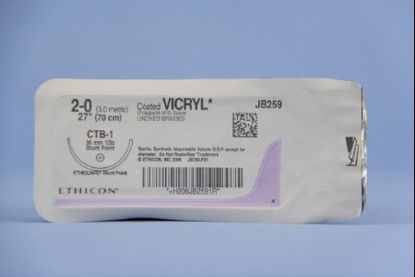 2-0 (3.0 metric)
27" (70 cm)
Coated VICRYL*
(Polyglactin 910) Suture
UNDYED BRAIDED
JB259
CTB-1
36 mm 1/2c
Blunt Point
ETHIGUARD* Blunt Point
Sterile, Synthetic Absorbable Suture, U.S.P. except for
diameter. Do Not Resterilize *Trademark
© ETHICON, INC
ETHICON*
*+H206JB2591R*
4